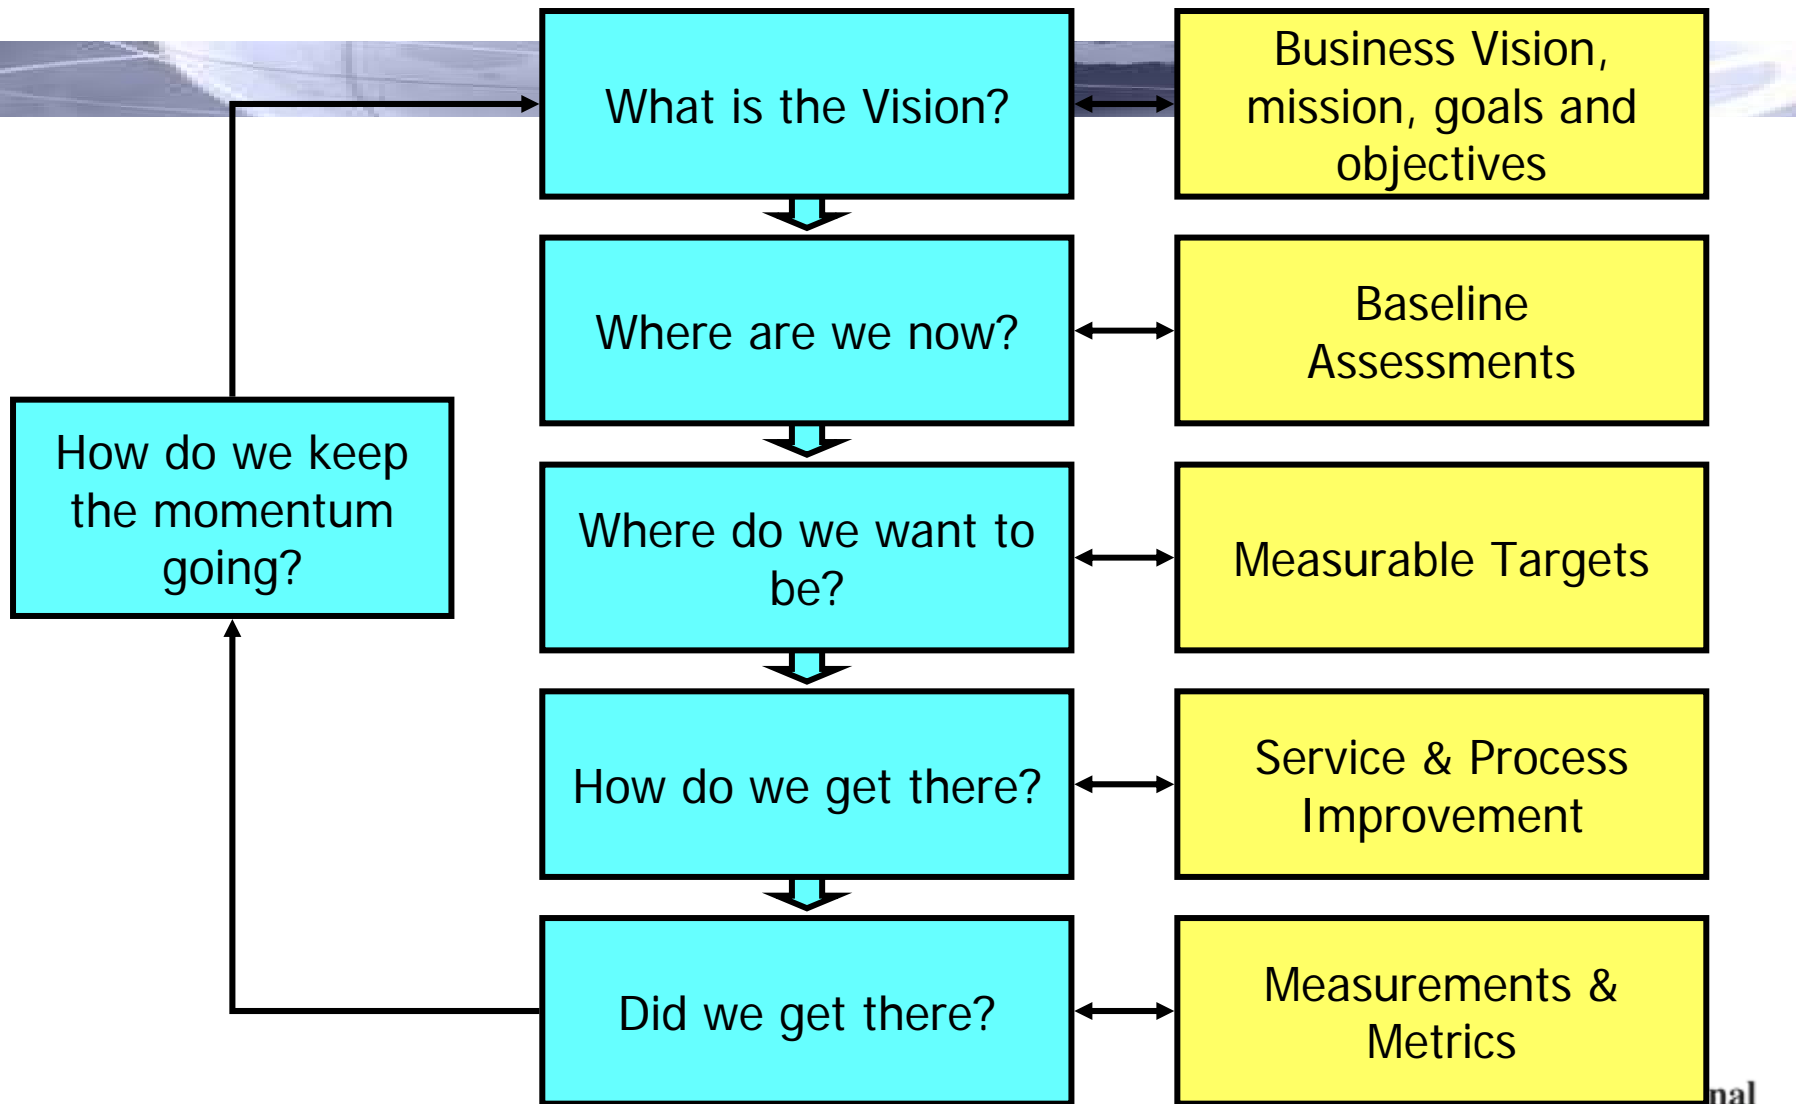 What is the Vision?
Business Vision,
mission, goals and
objectives
Where are we now?
Baseline
Assessments
How do we keep
the momentum
going?
Where do we want to
be?
Measurable Targets
How do we get there?
Service & Process
Improvement
Did we get there?
Measurements &
Metrics
nal